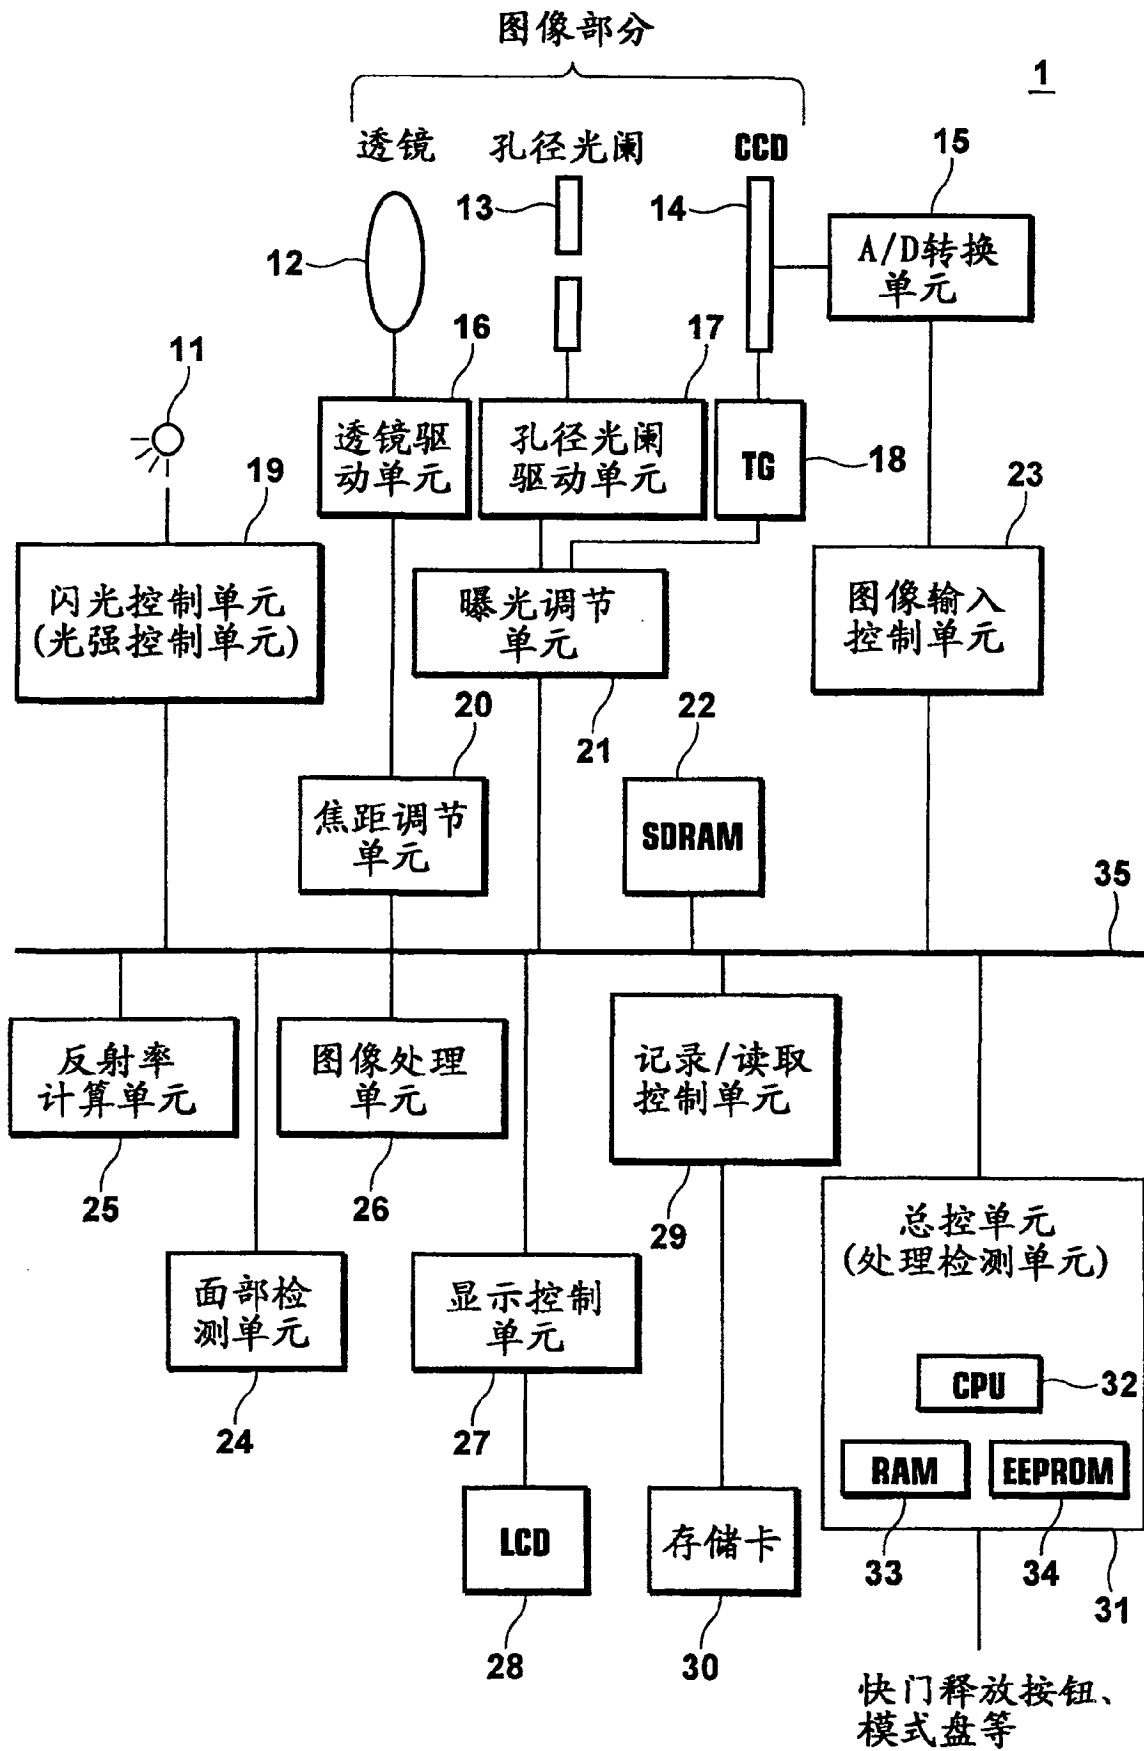 图像部分
1
透镜
孔径光阑
CCD
15
13
14
A/D转换
单元
12
16
17
11
透镜驱
动单元
孔径光阑
驱动单元
TG
18
19
23
闪光控制单元
(光强控制单元)
曝光调节
单元
图像输入
控制单元
20
21
22
焦距调节
单元
SDRAM
35
反射率
计算单元
图像处理
单元
记录/读取
控制单元
25
26
29
总控单元
(处理检测单元)
面部检
测单元
显示控制
单元
CPU
32
24
27
RAM
EEPROM
LCD
存储卡
33
34
31
28
30
快门释放按钮、
模式盘等